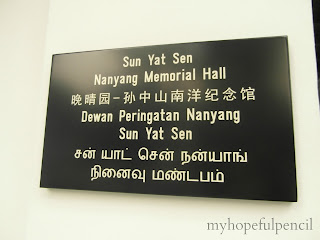 Sun Yat Sen
Nanyang Memorial Hall
晚晴园-孙中山南洋纪念馆
Dewan Peringatan Nanyang
Sun Yat Sen
சன் யாட் சென் நன்யாங்
நினைவு மண்டபம்
myhopefulpencil